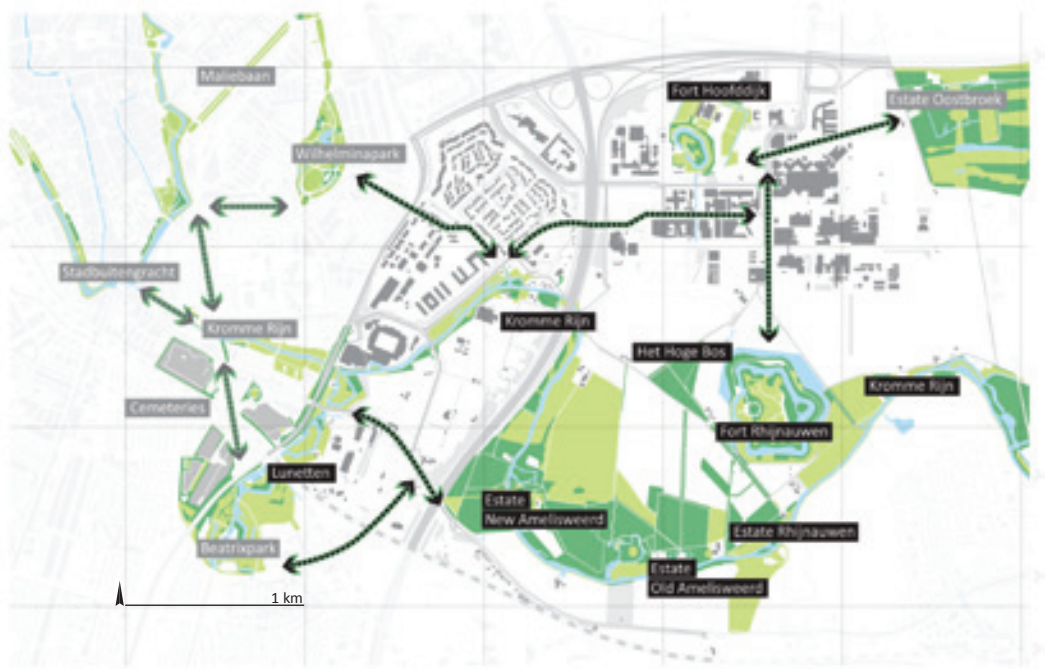 Maliebaan
Fort Hoofddijk
Estate Oostbroek
Wilhelminapark
Stadbuitengracht
Kromme Rijn
Kromme Rijn
Het Hoge Bos
Kromme Rijn
Cemeteries
Fort Rhijnauwen
Lunetten
Estate
New Amelisweerd
Estate Rhijnauwen
Beatrixpark
Estate
Old Amelisweerd
1 km